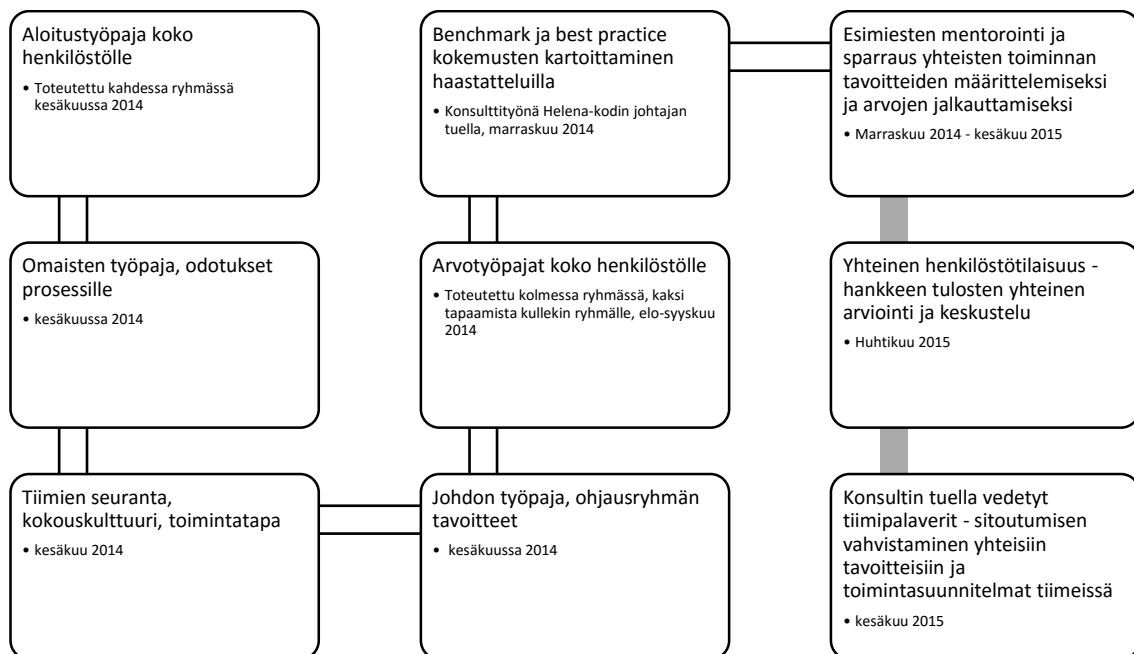 Aloitustyöpaja koko
henkilöstölle
• Toteutettu kahdessa ryhmässä
kesäkuussa 2014
Omaisten työpaja, odotukset
prosessille
• kesäkuussa 2014
Tiimien seuranta,
kokouskulttuuri, toimintatapa
• kesäkuu 2014
Johdon työpaja, ohjausryhmän
tavoitteet
• kesäkuussa 2014
Arvotyöpajat koko henkilöstölle
• Toteutettu kolmessa ryhmässä, kaksi
tapaamista kullekin ryhmälle, elo-syyskuu
2014
Benchmark ja best practice
kokemusten kartoittaminen
haastatteluilla
• Konsulttityönä Helena-kodin johtajan
tuella, marraskuu 2014
Esimiesten mentorointi ja
sparraus yhteisten toiminnan
tavoitteiden määrittelemiseksi
ja arvojen jalkauttamiseksi
• Marraskuu 2014 - kesäkuu 2015
Yhteinen henkilöstötilaisuus -
hankkeen tulosten yhteinen
arviointi ja keskustelu
• Huhtikuu 2015
Konsultin tuella vedetyt
tiimipalaverit - sitoutumisen
vahvistaminen yhteisiin
tavoitteisiin ja
toimintasuunnitelmat tiimeissä
• kesäkuu 2015